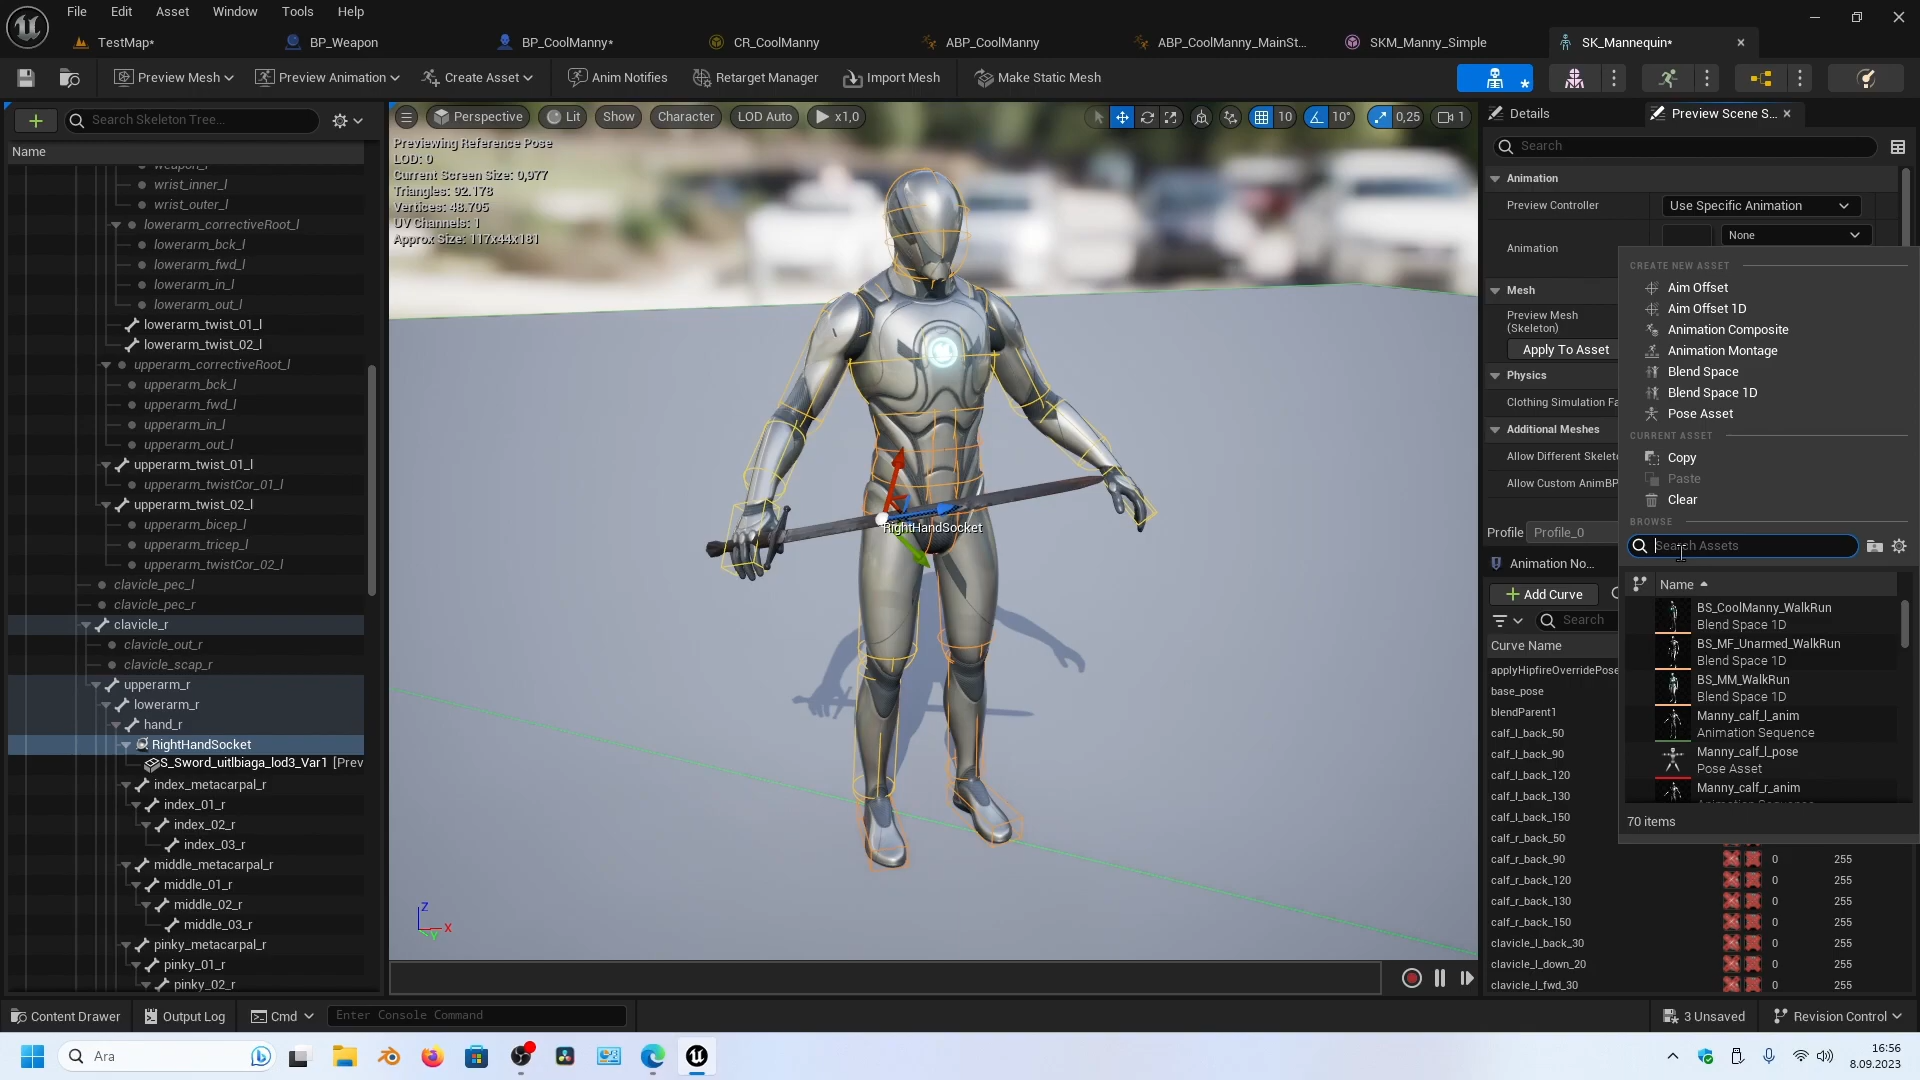 File Edit Asset Window Tools Help
TestMap* BP_Weapon BP_CoolManny* CR_CoolManny ABP_CoolManny ABP_CoolManny_MainSt... SKM_Manny_Simple SK_Mannequin*
Preview Mesh Preview Animation Create Asset Anim Notifies Retarget Manager Import Mesh Make Static Mesh
Search Skeleton Tree...
Name
wrist_inner_l
wrist_outer_l
lowerarm_correctiveRoot_l
lowerarm_bck_l
lowerarm_fwd_l
lowerarm_in_l
lowerarm_out_l
lowerarm_twist_01_l
lowerarm_twist_02_l
upperarm_correctiveRoot_l
upperarm_bck_l
upperarm_fwd_l
upperarm_in_l
upperarm_out_l
upperarm_twist_01_l
upperarm_twistCor_01_l
upperarm_twist_02_l
upperarm_bicep_l
upperarm_tricep_l
upperarm_twistCor_02_l
clavicle_pec_l
clavicle_pec_r
clavicle_r
clavicle_out_r
clavicle_scap_r
upperarm_r
lowerarm_r
hand_r
RightHandSocket
S_Sword_uitlbiaga_lod3_Var1 [Prev
index_metacarpal_r
index_01_r
index_02_r
index_03_r
middle_metacarpal_r
middle_01_r
middle_02_r
middle_03_r
pinky_metacarpal_r
pinky_01_r
pinky_02_r
Perspective Lit Show Character LOD Auto x1,0 10 10° 0,25 1
Previewing Reference Pose
LOD: 0
Current Screen Size: 0,977
Triangles: 92.178
Vertices: 48.705
UV Channels: 1
Approx Size: 117x44x181
RightHandSocket
Z
X
Y
Details Preview Scene S...
Search
Animation
Preview Controller Use Specific Animation
Animation None
Mesh
Preview Mesh
(Skeleton)
Apply To Asset
Physics
Clothing Simulation Fa
Additional Meshes
Allow Different Skelet
Allow Custom AnimBP
Profile Profile_0
Animation No...
Add Curve
Search
Curve Name
applyHipfireOverridePose
base_pose
blendParent1
calf_l_back_50
calf_l_back_90
calf_l_back_120
calf_l_back_130
calf_l_back_150
calf_r_back_50
calf_r_back_90 0 255
calf_r_back_120 0 255
calf_r_back_130 0 255
calf_r_back_150 0 255
clavicle_l_back_30 0 255
clavicle_l_down_20 0 255
clavicle_l_fwd_30 0 255
CREATE NEW ASSET
Aim Offset
Aim Offset 1D
Animation Composite
Animation Montage
Blend Space
Blend Space 1D
Pose Asset
CURRENT ASSET
Copy
Paste
Clear
BROWSE
Search Assets
Name
BS_CoolManny_WalkRun
Blend Space 1D
BS_MF_Unarmed_WalkRun
Blend Space 1D
BS_MM_WalkRun
Blend Space 1D
Manny_calf_l_anim
Animation Sequence
Manny_calf_l_pose
Pose Asset
Manny_calf_r_anim
70 items
Content Drawer Output Log Cmd Enter Console Command 3 Unsaved Revision Control
Ara
16:56
8.09.2023